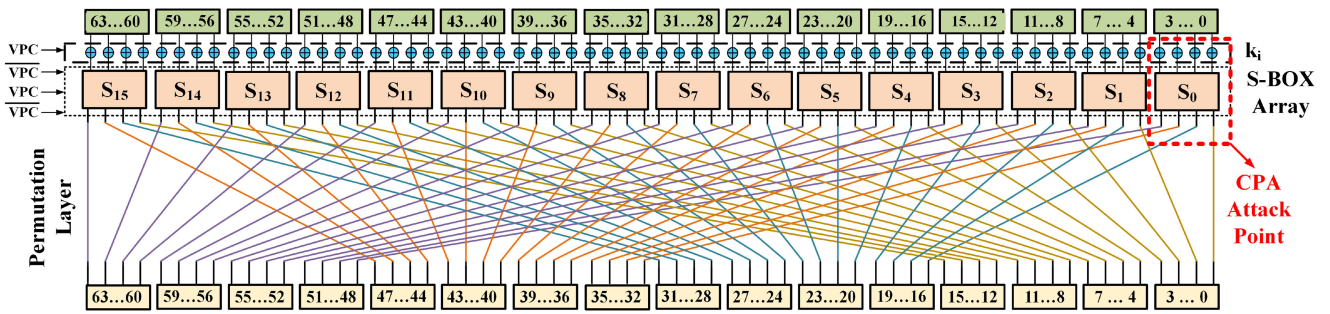 63...60 59...56 55...52 51...48 47...44 43...40 39...36 35...32 31...28 27...24 23...20 19...16 15...12 11...8 7 ... 4 3 ... 0
VPC
k_i
V̅P̅C̅
VPC
V̅P̅C̅
S₁₅ S₁₄ S₁₃ S₁₂ S₁₁ S₁₀ S₉ S₈ S₇ S₆ S₅ S₄ S₃ S₂ S₁ S₀
S-BOX
Array
Permutation
Layer
CPA
Attack
Point
63...60 59...56 55...52 51...48 47...44 43...40 39...36 35...32 31...28 27...24 23...20 19...16 15...12 11...8 7 ... 4 3 ... 0